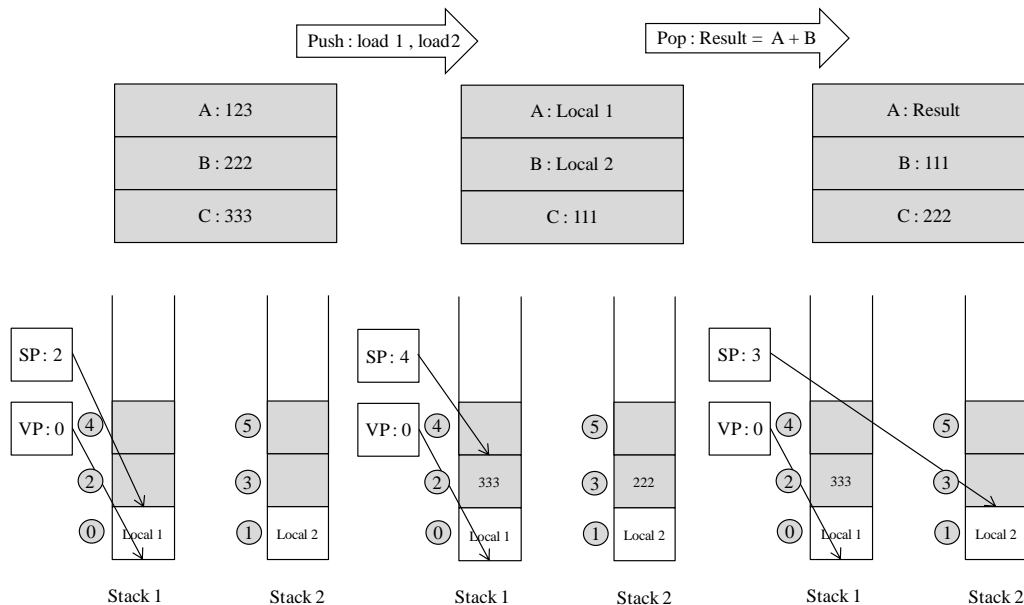 Push : load 1 , load2
Pop : Result = A + B
A : 123
B : 222
C : 333
A : Local 1
B : Local 2
C : 111
A : Result
B : 111
C : 222
SP : 2
VP : 0
4
2
0
Local 1
5
3
1
Local 2
Stack 1
Stack 2
SP : 4
VP : 0
4
2
0
333
Local 1
5
3
1
222
Local 2
Stack 1
Stack 2
SP : 3
VP : 0
4
2
0
333
Local 1
5
3
1
Local 2
Stack 1
Stack 2